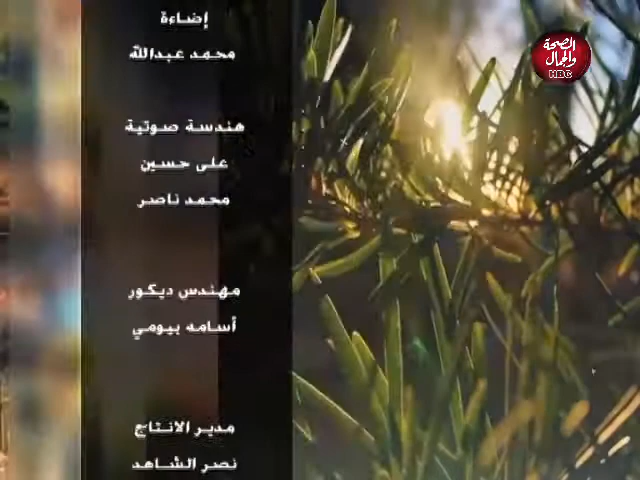 إضاءة
محمد عبدالله
هندسة صوتية
على حسين
محمد ناصر
مهندس ديكور
أسامه بيومي
مدير الانتاج
نصر الشاهد
الصحة
والجمال
HBC